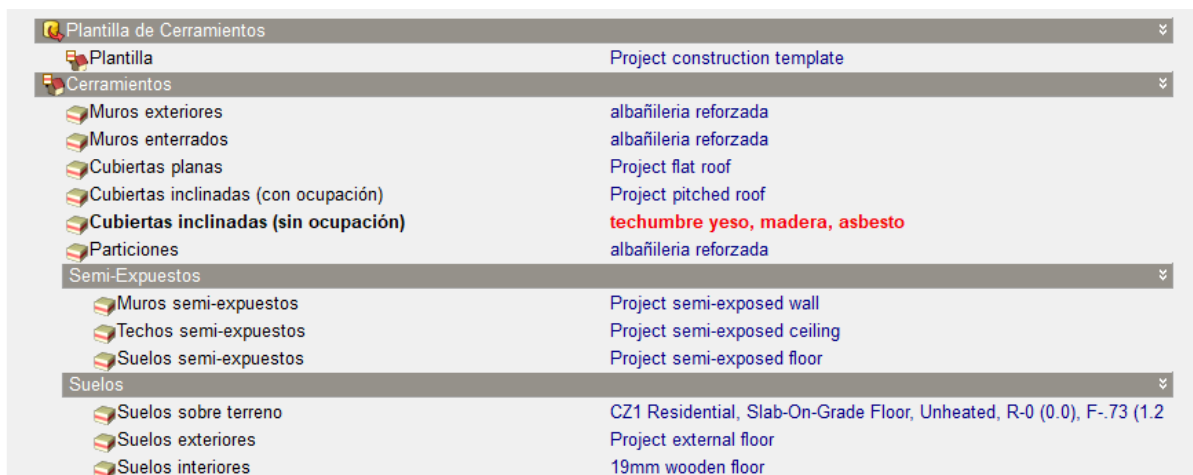 Plantilla de Cerramientos
Plantilla Project construction template
Cerramientos
Muros exteriores albañileria reforzada
Muros enterrados albañileria reforzada
Cubiertas planas Project flat roof
Cubiertas inclinadas (con ocupación) Project pitched roof
Cubiertas inclinadas (sin ocupación) techumbre yeso, madera, asbesto
Particiones albañileria reforzada
Semi-Expuestos
Muros semi-expuestos Project semi-exposed wall
Techos semi-expuestos Project semi-exposed ceiling
Suelos semi-expuestos Project semi-exposed floor
Suelos
Suelos sobre terreno CZ1 Residential, Slab-On-Grade Floor, Unheated, R-0 (0.0), F-.73 (1.2
Suelos exteriores Project external floor
Suelos interiores 19mm wooden floor